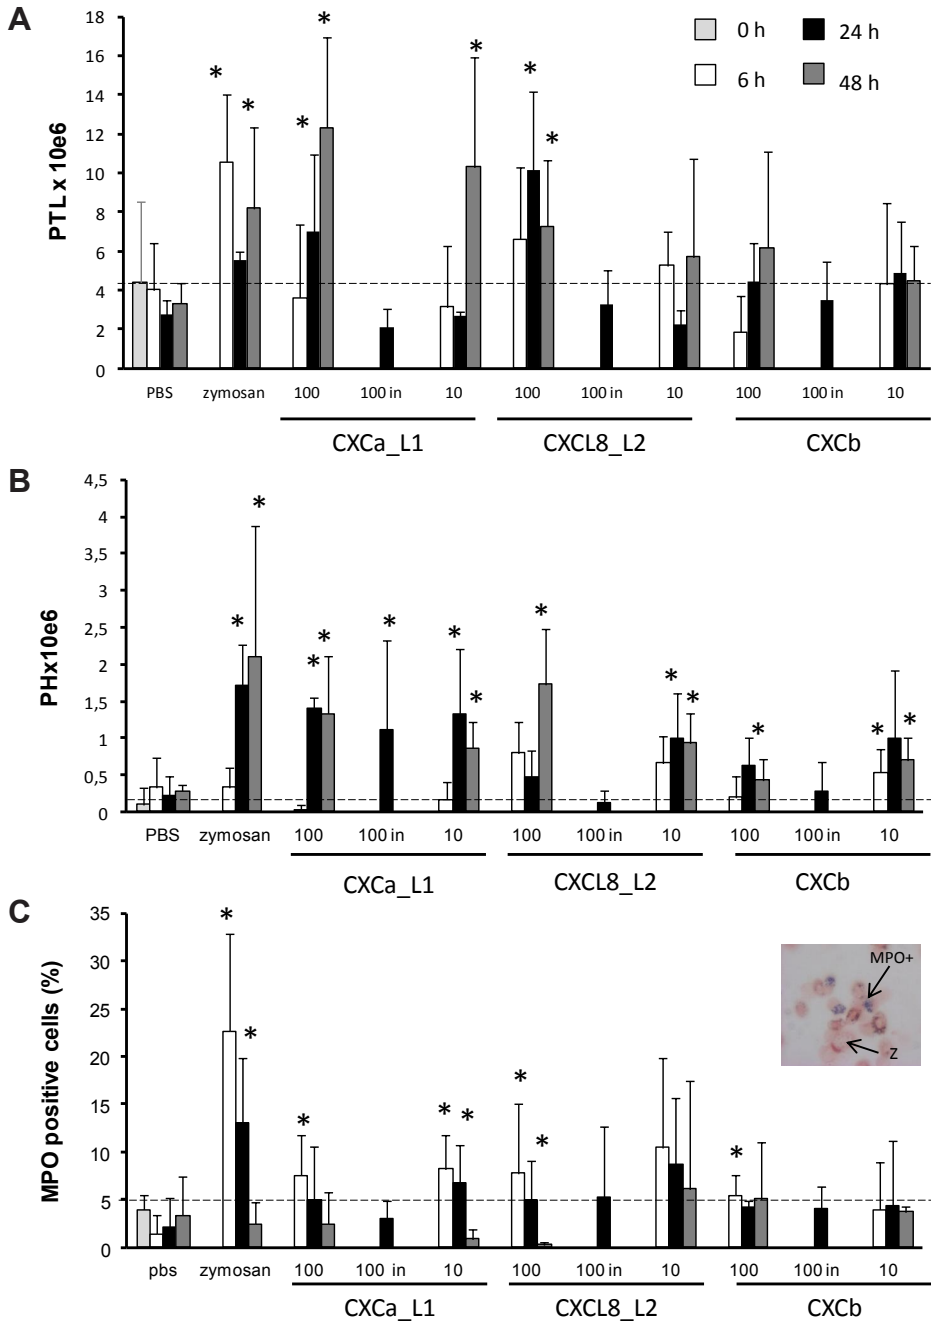 A
18
16
14
12
10
8
6
4
2
0
PTL x 10e6
0 h
24 h
6 h
48 h
* * * * * * * *
PBS zymosan 100 100 in 10 100 100 in 10 100 100 in 10
CXCa_L1 CXCL8_L2 CXCb
B
4,5
4
3,5
3
2,5
2
1,5
1
0,5
0
PHx10e6
* * * * * * * * * * * * *
PBS zymosan 100 100 in 10 100 100 in 10 100 100 in 10
CXCa_L1 CXCL8_L2 CXCb
C
35
30
25
20
15
10
5
0
MPO positive cells (%)
MPO+
Z
* * * * * * * *
pbs zymosan 100 100 in 10 100 100 in 10 100 100 in 10
CXCa_L1 CXCL8_L2 CXCb